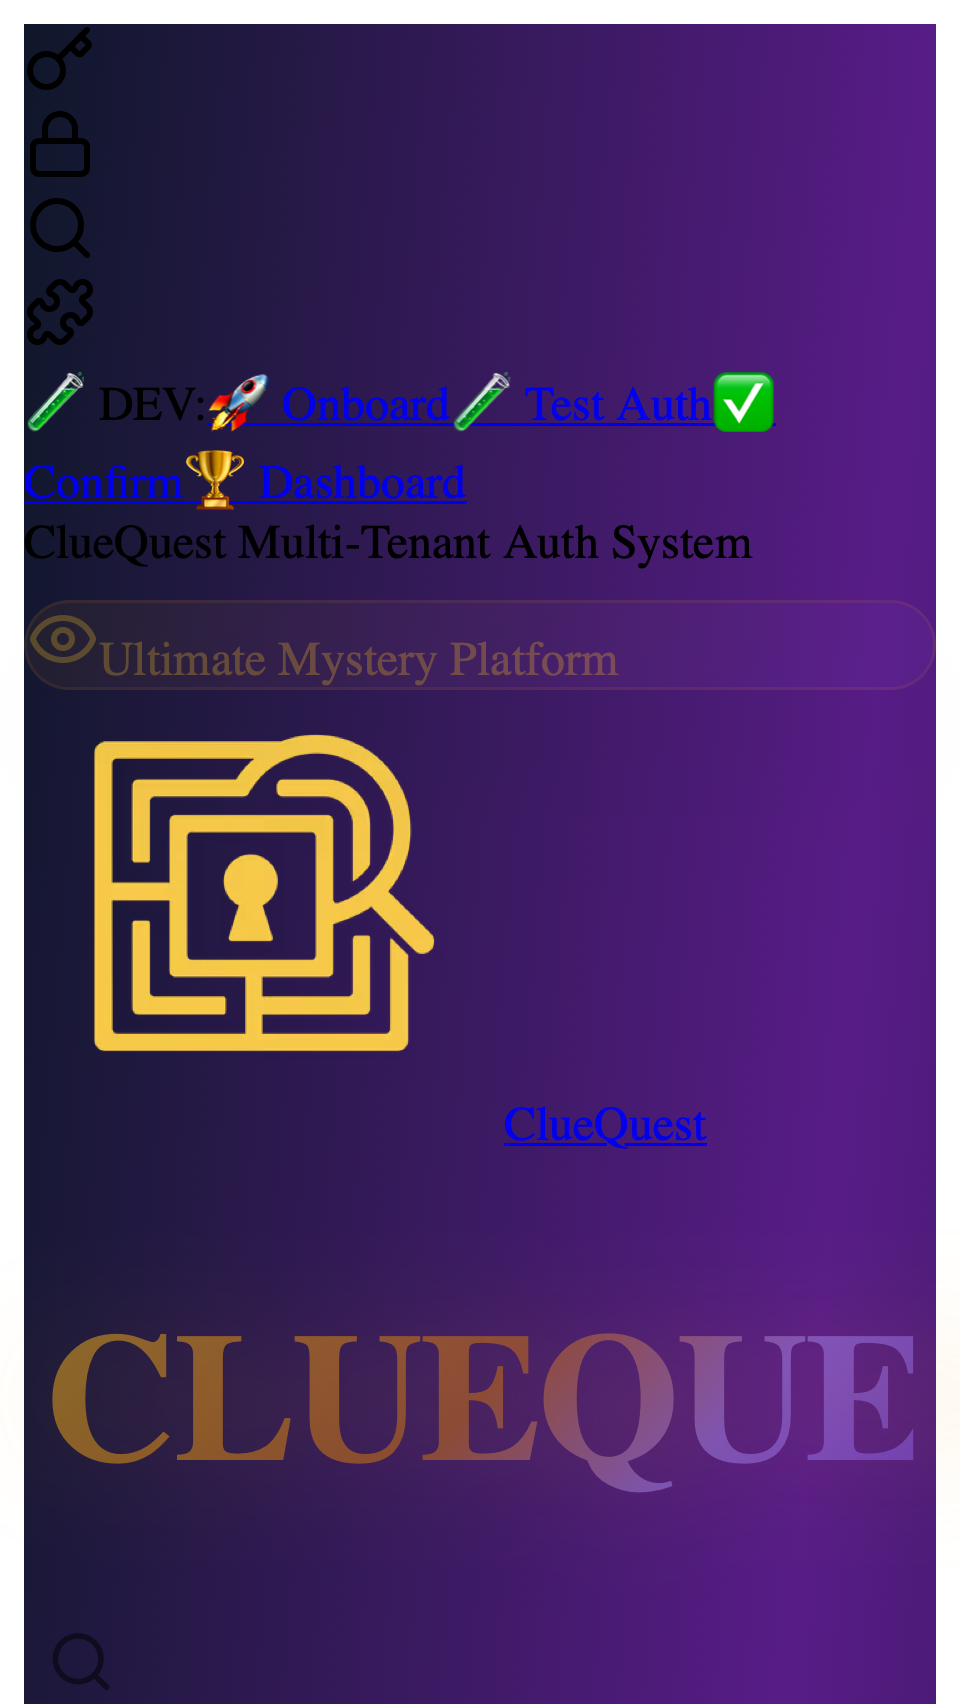 🧪 DEV:🚀 Onboard🧪 Test Auth✅
Confirm🏆 Dashboard
ClueQuest Multi-Tenant Auth System
Ultimate Mystery Platform
ClueQuest
CLUEQUE